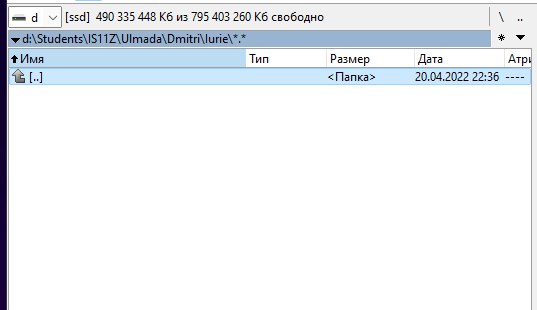 d [ssd] 490 335 448 Кб из 795 403 260 Кб свободно \ ..
d:\Students\IS11Z\Ulmada\Dmitri\Iurie\*.* *
Имя Тип Размер Дата Атри
[..] <Папка> 20.04.2022 22:36 ----